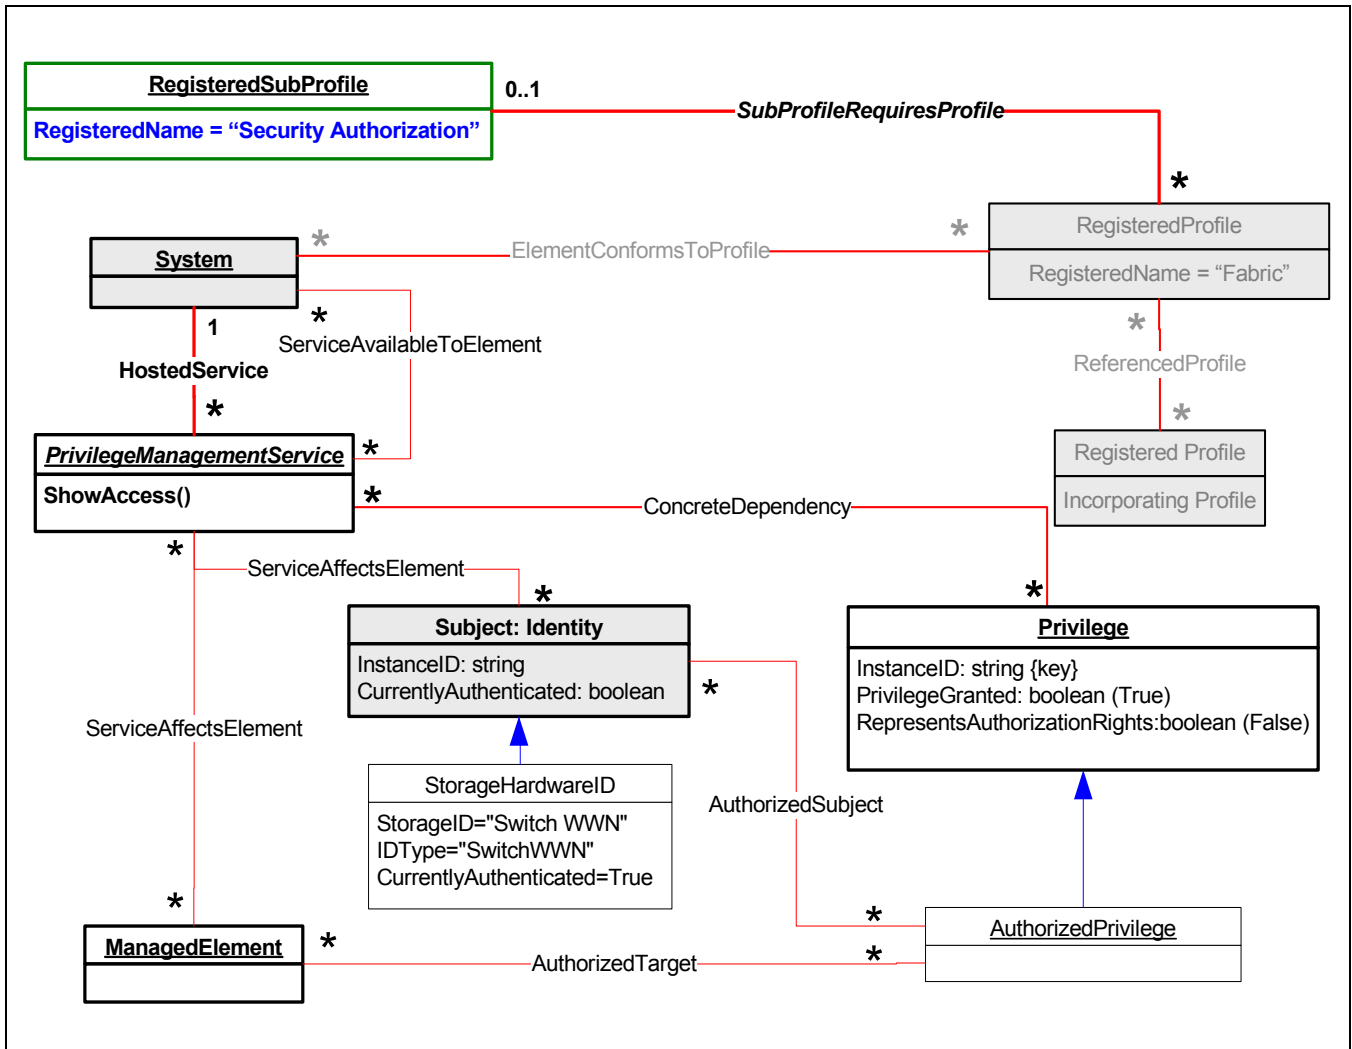 RegisteredSubProfile
RegisteredName = “Security Authorization”
0..1
SubProfileRequiresProfile
*
RegisteredProfile
RegisteredName = “Fabric”
*
ElementConformsToProfile
*
System
*
ServiceAvailableToElement
1
HostedService
*
*
ReferencedProfile
*
Registered Profile
Incorporating Profile
PrivilegeManagementService
ShowAccess()
*
*
ConcreteDependency
*
*
ServiceAffectsElement
*
Subject: Identity
InstanceID: string
CurrentlyAuthenticated: boolean
*
Privilege
InstanceID: string {key}
PrivilegeGranted: boolean (True)
RepresentsAuthorizationRights:boolean (False)
ServiceAffectsElement
StorageHardwareID
StorageID="Switch WWN"
IDType="SwitchWWN"
CurrentlyAuthenticated=True
AuthorizedSubject
*
*
AuthorizedPrivilege
ManagedElement
*
AuthorizedTarget
*